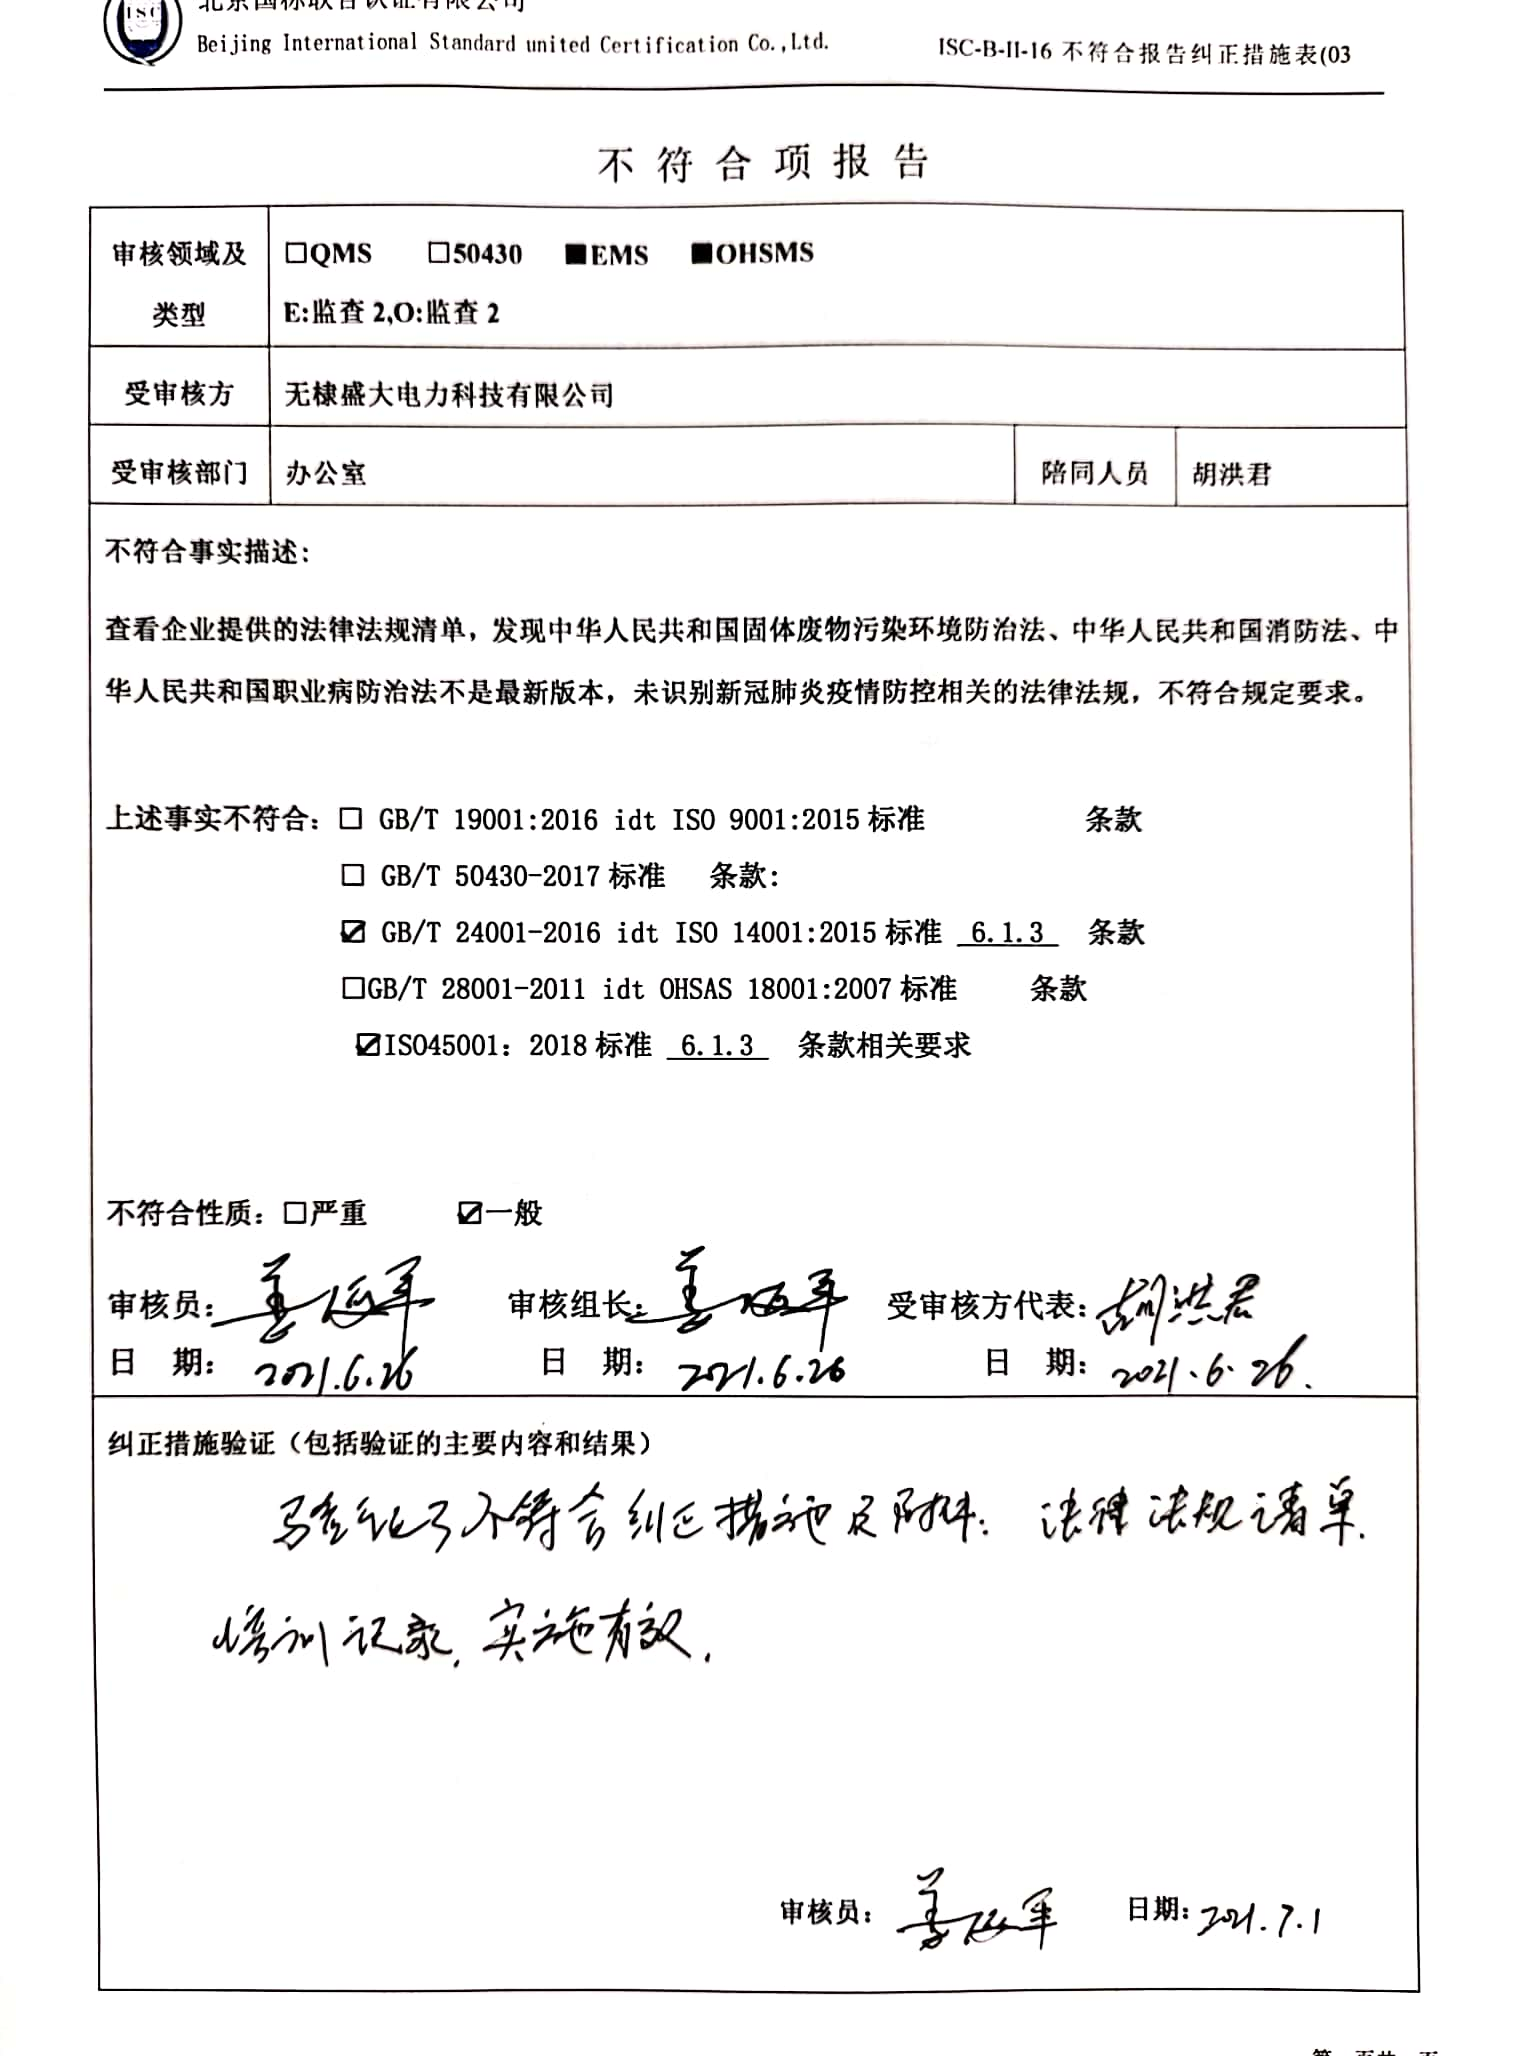 北京国标联合认证有限公司
ISC
Beijing International Standard united Certification Co.,Ltd.
ISC-B-II-16 不符合报告纠正措施表(03
不符合项报告
审核领域及类型
□QMS □50430 ■EMS ■OHSMS
E:监查 2,O:监查 2
受审核方 无棣盛大电力科技有限公司
受审核部门 办公室 陪同人员 胡洪君
不符合事实描述:
查看企业提供的法律法规清单，发现中华人民共和国固体废物污染环境防治法、中华人民共和国消防法、中
华人民共和国职业病防治法不是最新版本，未识别新冠肺炎疫情防控相关的法律法规，不符合规定要求。
上述事实不符合: □ GB/T 19001:2016 idt ISO 9001:2015 标准 条款
□ GB/T 50430-2017 标准 条款:
☑ GB/T 24001-2016 idt ISO 14001:2015 标准 6.1.3 条款
□GB/T 28001-2011 idt OHSAS 18001:2007 标准 条款
☑ISO45001: 2018 标准 6.1.3 条款相关要求
不符合性质: □严重 ☑一般
审核员: 姜海军 审核组长: 姜海军 受审核方代表: 胡洪君
日 期: 2021.6.26 日 期: 2021.6.26 日 期: 2021.6.26.
纠正措施验证（包括验证的主要内容和结果）
验证了不符合纠正措施及附件: 法律法规清单.
培训记录, 实施有效.
审核员: 姜海军 日期: 2021.7.1